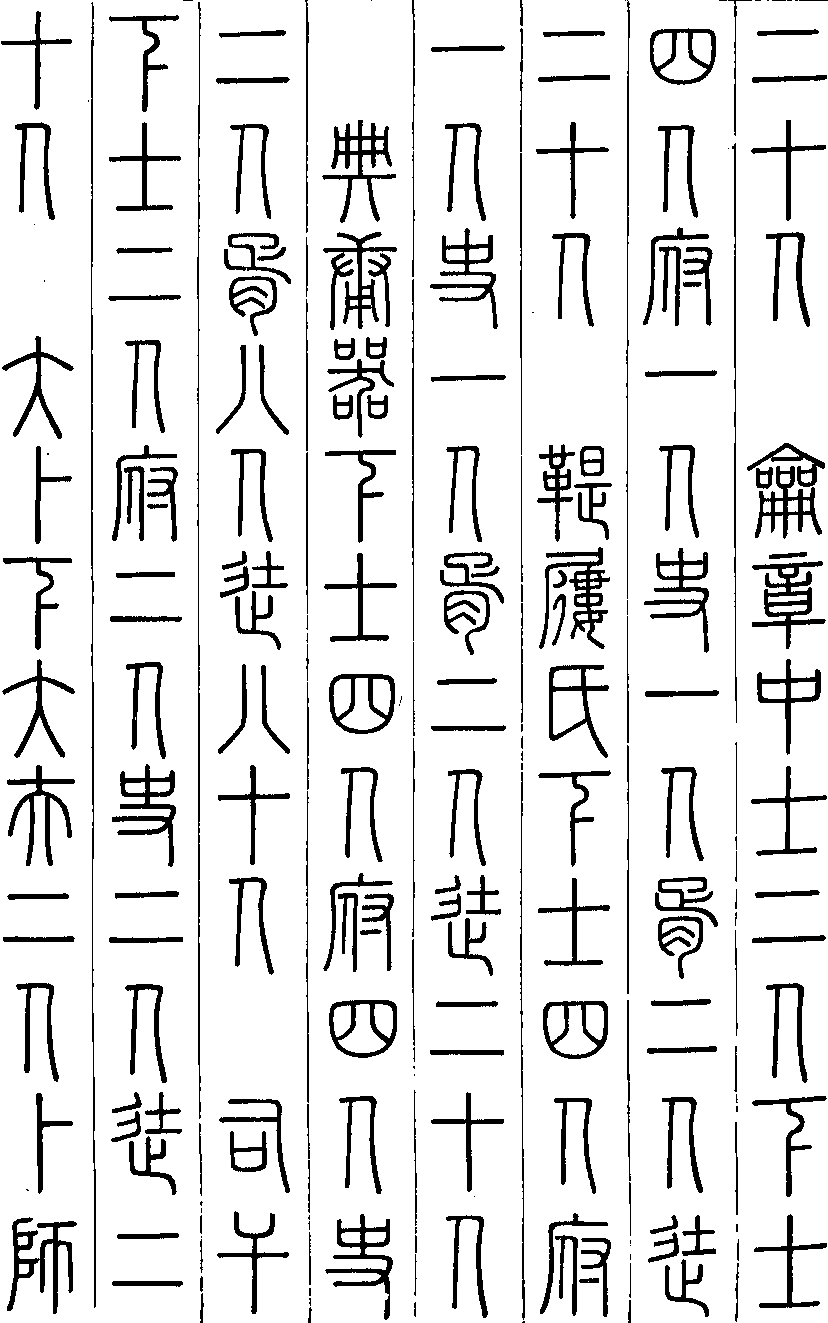 二十人　籥章中士二人下士
四人府一人史一人胥二人徒
二十人　鞮屨氏下士四人府
一人史一人胥二人徒二十人
　典庸器下士四人府四人史
二人胥八人徒八十人　司干
下士二人府二人史二人徒二
十人　大卜下大夫二人卜師